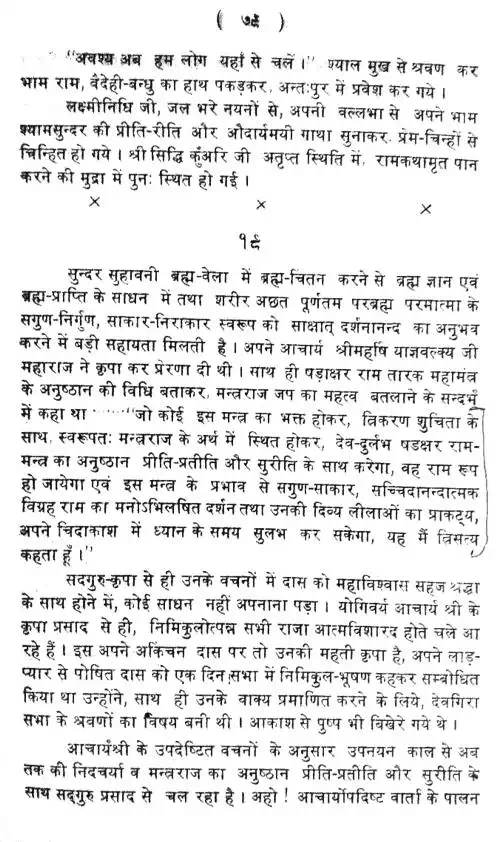 ( ७९ )
"अवश्य अब हम लोग यहाँ से चलें।" श्याल मुख से श्रवण कर
भाम राम, वैदेही-बन्धु का हाथ पकड़कर, अन्तःपुर में प्रवेश कर गये।
लक्ष्मीनिधि जी, जल भरे नयनों से, अपनी वल्लभा से अपने भाम
श्यामसुन्दर की प्रीति-रीति और औदार्यमयी गाथा सुनाकर, प्रेम-चिन्हों से
चिन्हित हो गये। श्री सिद्धि कुँअरि जी अतृप्त स्थिति में, रामकथामृत पान
करने की मुद्रा में पुनः स्थित हो गई।
× × ×
१९
सुन्दर सुहावनी ब्रह्म-वेला में ब्रह्म-चिंतन करने से ब्रह्म ज्ञान एवं
ब्रह्म-प्राप्ति के साधन में तथा शरीर अछत पूर्णतम परब्रह्म परमात्मा के
सगुण-निर्गुण, साकार-निराकार स्वरूप को साक्षात् दर्शनानन्द का अनुभव
करने में बड़ी सहायता मिलती है। अपने आचार्य श्रीमहर्षि याज्ञवल्क्य जी
महाराज ने कृपा कर प्रेरणा दी थी। साथ ही षड़ाक्षर राम तारक महामंत्र
के अनुष्ठान की विधि बताकर, मन्त्रराज जप का महत्व बतलाने के सन्दर्भ
में कहा था ······"जो कोई इस मन्त्र का भक्त होकर, त्रिकरण शुचिता के
साथ, स्वरूपतः मन्त्रराज के अर्थ में स्थित होकर, देव-दुर्लभ षडक्षर राम-
मन्त्र का अनुष्ठान प्रीति-प्रतीति और सुरीति के साथ करेगा, वह राम रूप
हो जायेगा एवं इस मन्त्र के प्रभाव से सगुण-साकार, सच्चिदानन्दात्मक
विग्रह राम का मनोऽभिलषित दर्शन तथा उनकी दिव्य लीलाओं का प्राकट्य,
अपने चिदाकाश में ध्यान के समय सुलभ कर सकेगा, यह मैं त्रिसत्य
कहता हूँ।"
सदगुरु-कृपा से ही उनके वचनों में दास को महाविश्वास सहज श्रद्धा
के साथ होने में, कोई साधन नहीं अपनाना पड़ा। योगिवर्य आचार्य श्री के
कृपा प्रसाद से ही, निमिकुलोत्पन्न सभी राजा आत्मविशारद होते चले आ
रहे हैं। इस अपने अकिंचन दास पर तो उनकी महती कृपा है, अपने लाड़-
प्यार से पोषित दास को एक दिन सभा में निमिकुल-भूषण कहकर सम्बोधित
किया था उन्होंने, साथ ही उनके वाक्य प्रमाणित करने के लिये, देवगिरा
सभा के श्रवणों का विषय बनी थी। आकाश से पुष्प भी विखेरे गये थे।
आचार्यश्री के उपदेष्टित वचनों के अनुसार उपनयन काल से अब
तक की निदचर्या व मन्त्रराज का अनुष्ठान प्रीति-प्रतीति और सुरीति के
साथ सद्गुरु प्रसाद से चल रहा है। अहो! आचार्योपदिष्ट वार्ता के पालन